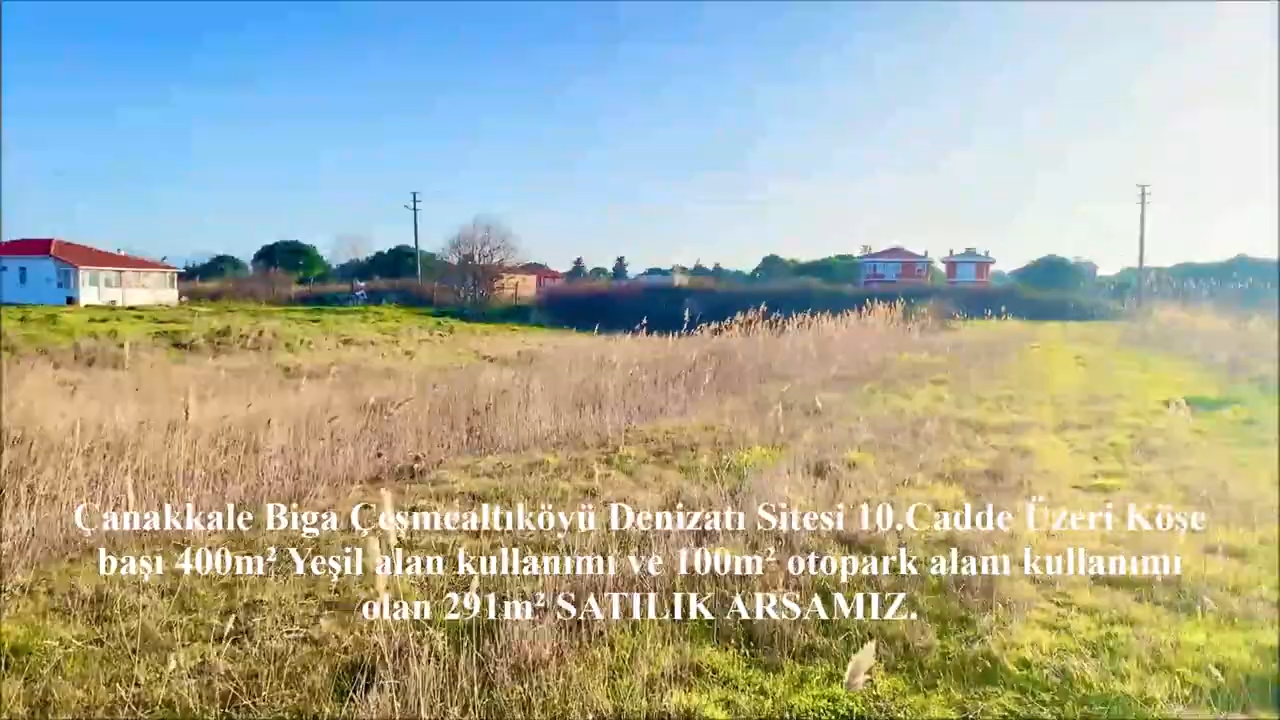 Çanakkale Biga Çeşmealtıköyü Denizatı Sitesi 10.Cadde Üzeri Köşe
başı 400m² Yeşil alan kullanımı ve 100m² otopark alanı kullanımı
olan 291m² SATILIK ARSAMIZ.